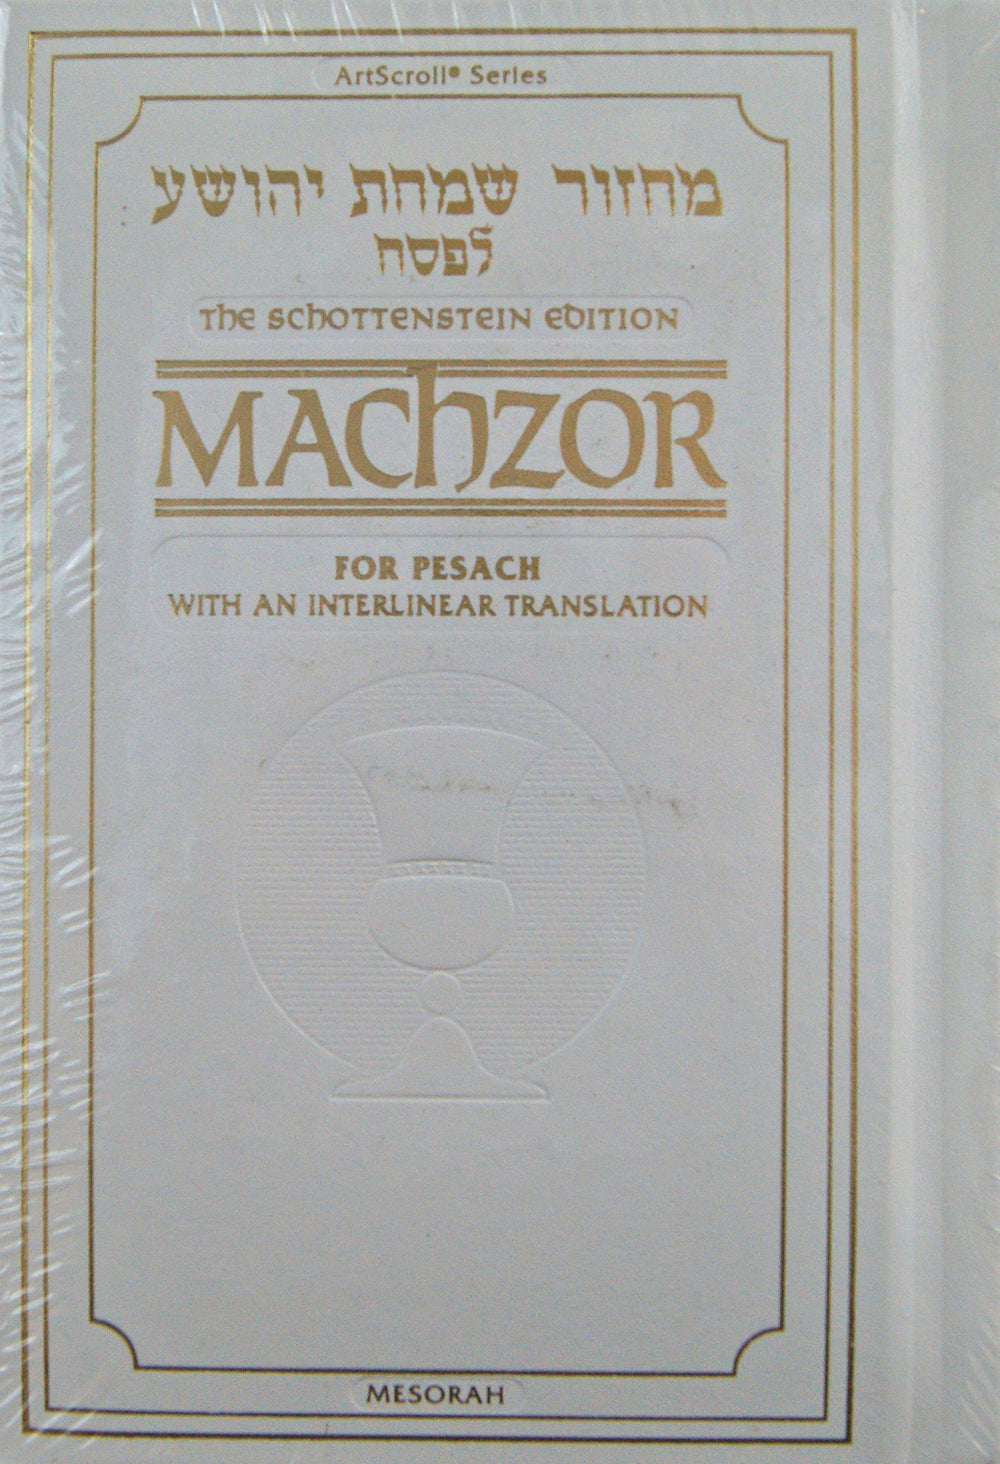 ArtScroll® Series
מחזור שמחת יהושע
לפסח
The Schottenstein Edition
MAChZOR
FOR PESACH
WITH AN INTERLINEAR TRANSLATION
MESORAH